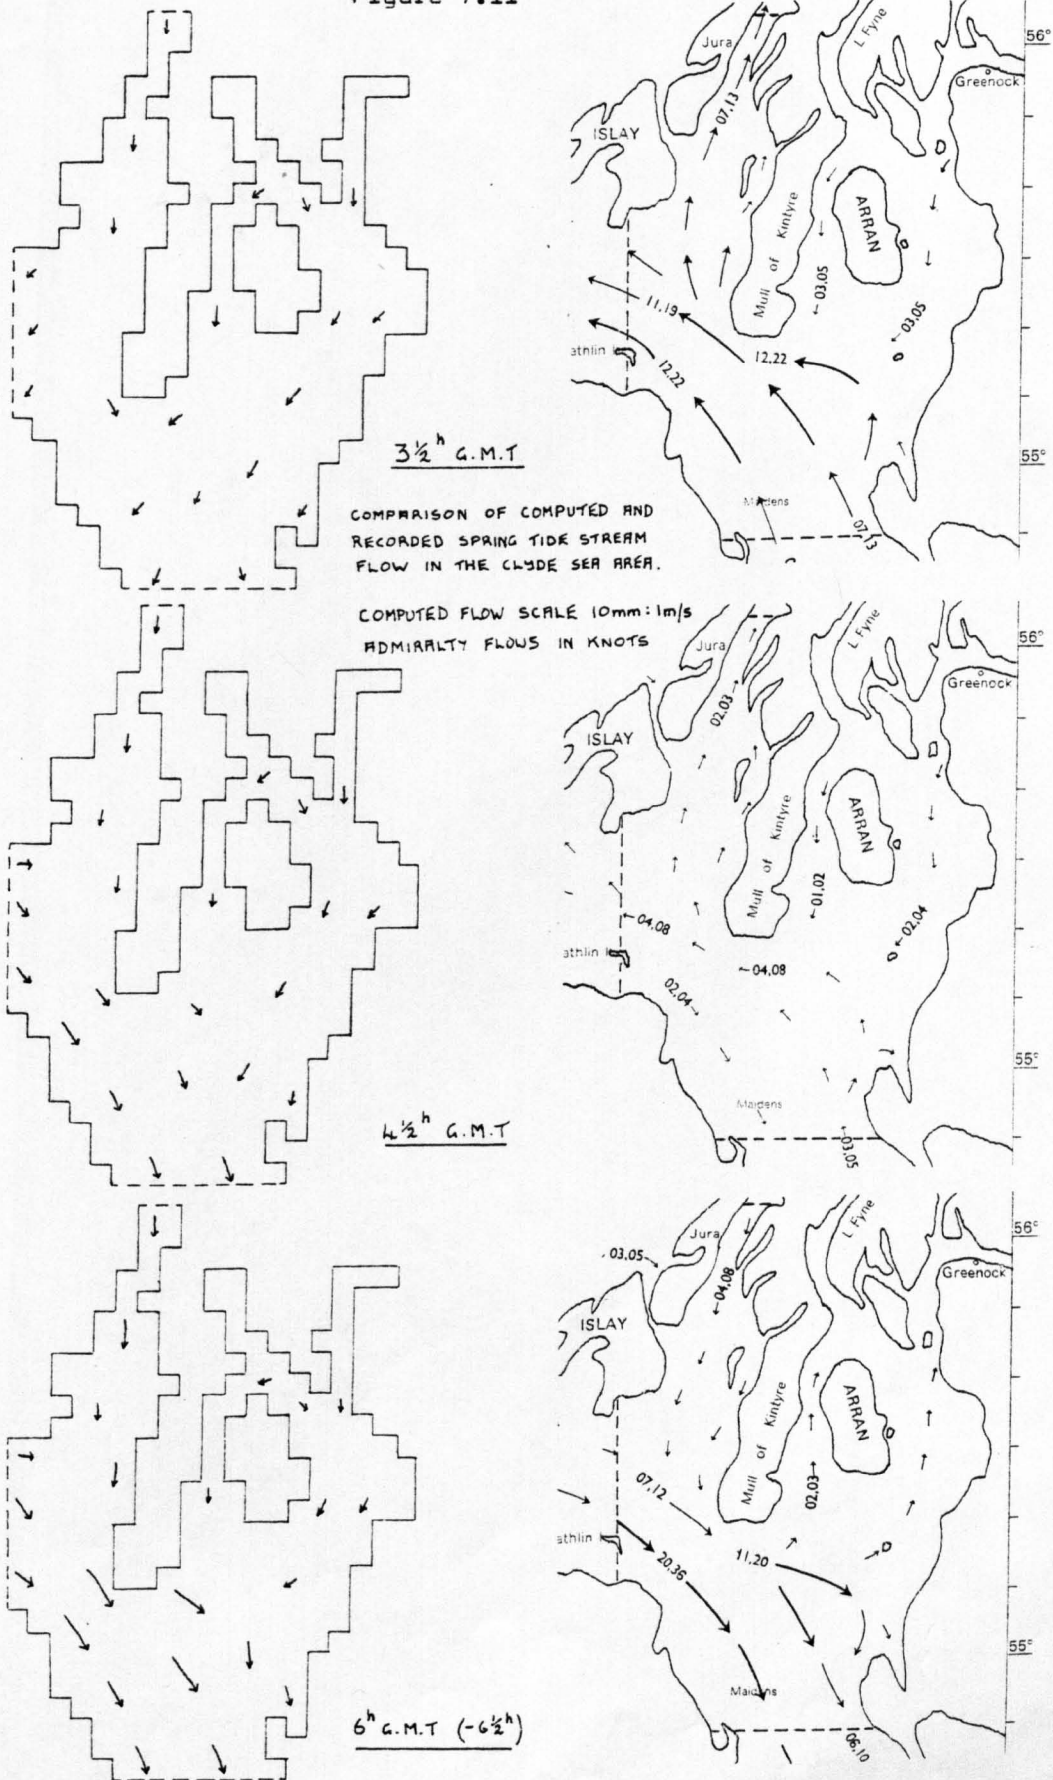 Figure 7.11
Jura
L Fyne
56°
Greenock
07,13
ISLAY
Mull of Kintyre
ARRAN
03,05
11,19
03,05
athlin I
12,22
12,22
3½ʰ G.M.T
55°
Maidens
07,13
COMPARISON OF COMPUTED AND
RECORDED SPRING TIDE STREAM
FLOW IN THE CLYDE SEA AREA.
COMPUTED FLOW SCALE 10mm: 1m/s
ADMIRALTY FLOWS IN KNOTS
Jura
L Fyne
56°
Greenock
02,03
ISLAY
Mull of Kintyre
ARRAN
01,02
04,08
02,04
athlin I
04,08
02,04
55°
Maidens
4½ʰ G.M.T
03,05
Jura
L Fyne
56°
03,05
Greenock
04,08
ISLAY
Mull of Kintyre
ARRAN
07,12
02,03
athlin I
20,36
11,20
55°
Maidens
6ʰ G.M.T (-6½ʰ)
06,10